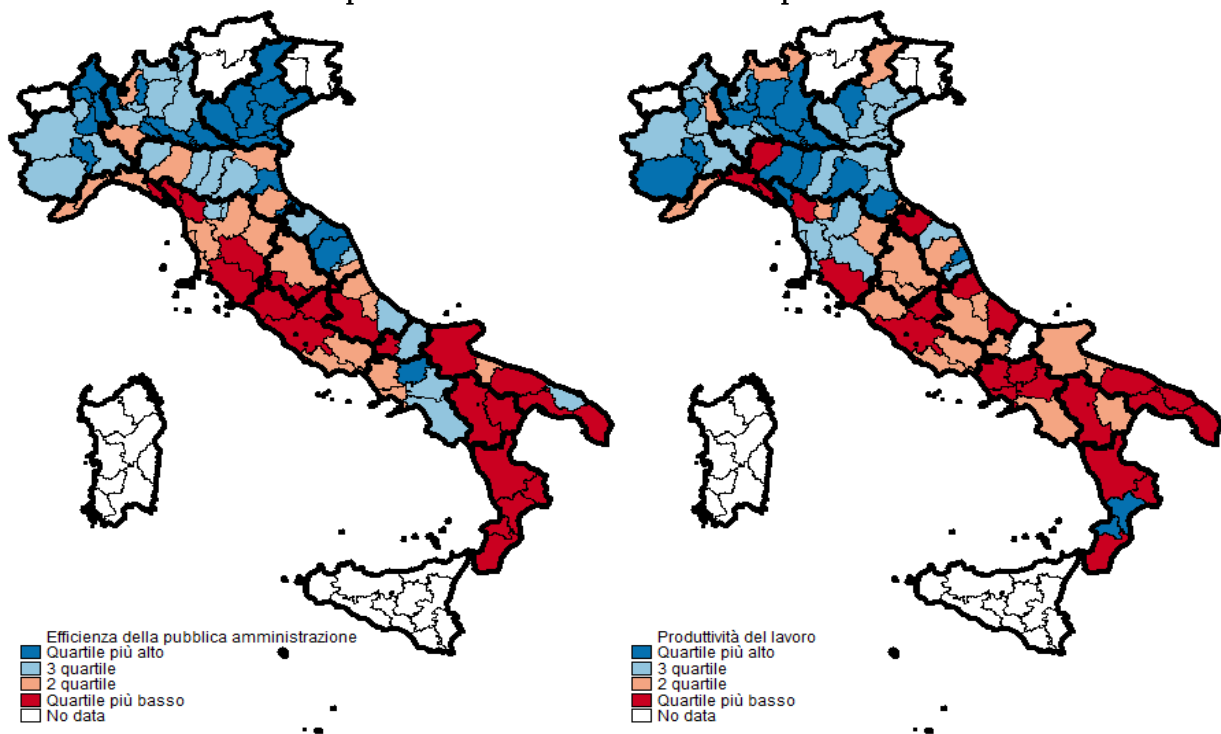 Efficienza della pubblica amministrazione
Quartile più alto
3 quartile
2 quartile
Quartile più basso
No data
Produttività del lavoro
Quartile più alto
3 quartile
2 quartile
Quartile più basso
No data